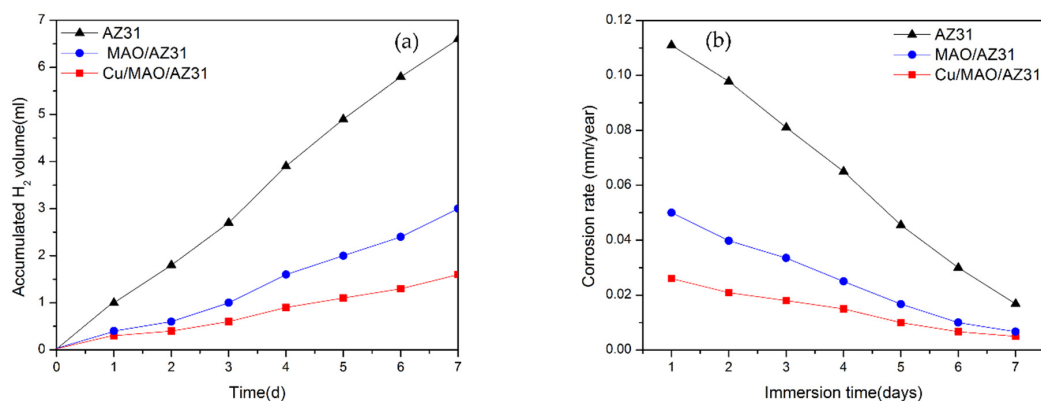 (a)
AZ31
MAO/AZ31
Cu/MAO/AZ31
Accumulated H₂ volume(ml)
7
6
5
4
3
2
1
0
0 1 2 3 4 5 6 7
Time(d)
(b)
AZ31
MAO/AZ31
Cu/MAO/AZ31
Corrosion rate (mm/year)
0.12
0.10
0.08
0.06
0.04
0.02
0.00
1 2 3 4 5 6 7
Immersion time(days)